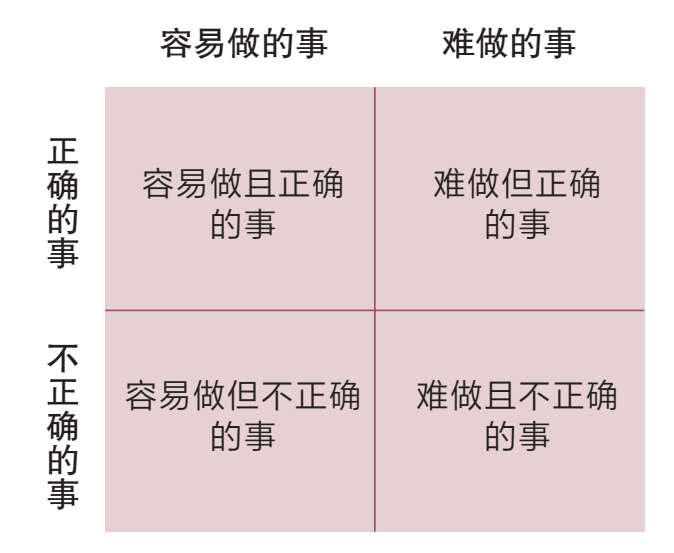 容易做的事
难做的事
正确的事
容易做且正确
的事
难做但正确
的事
不正确的事
容易做但不正确
的事
难做且不正确
的事